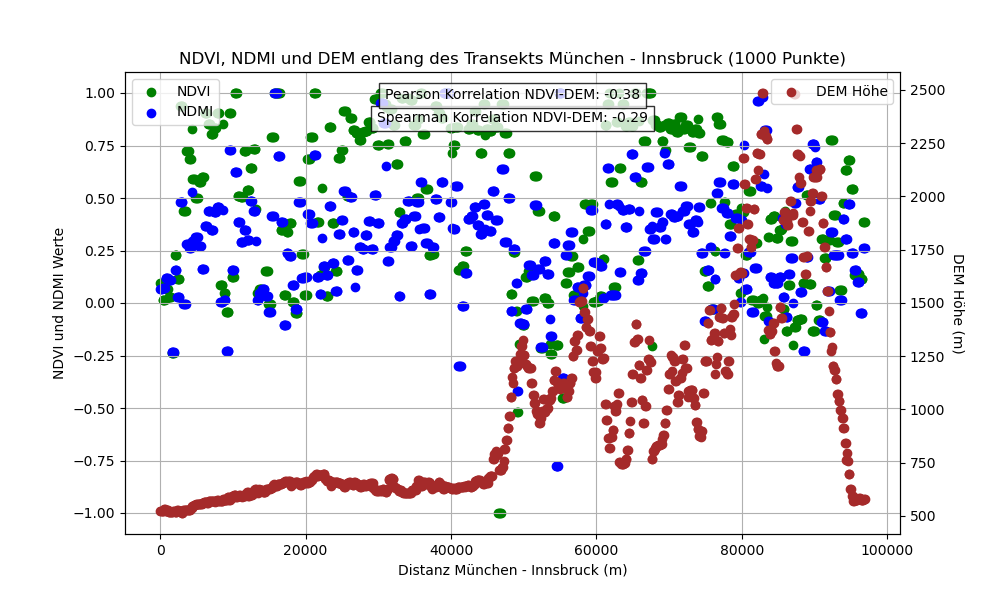 NDVI, NDMI und DEM entlang des Transekts München - Innsbruck (1000 Punkte)
NDVI
NDMI
Pearson Korrelation NDVI-DEM: -0.38
Spearman Korrelation NDVI-DEM: -0.29
DEM Höhe
1.00
0.75
0.50
0.25
0.00
−0.25
−0.50
−0.75
−1.00
NDVI und NDMI Werte
2500
2250
2000
1750
1500
1250
1000
750
500
DEM Höhe (m)
0 20000 40000 60000 80000 100000
Distanz München - Innsbruck (m)